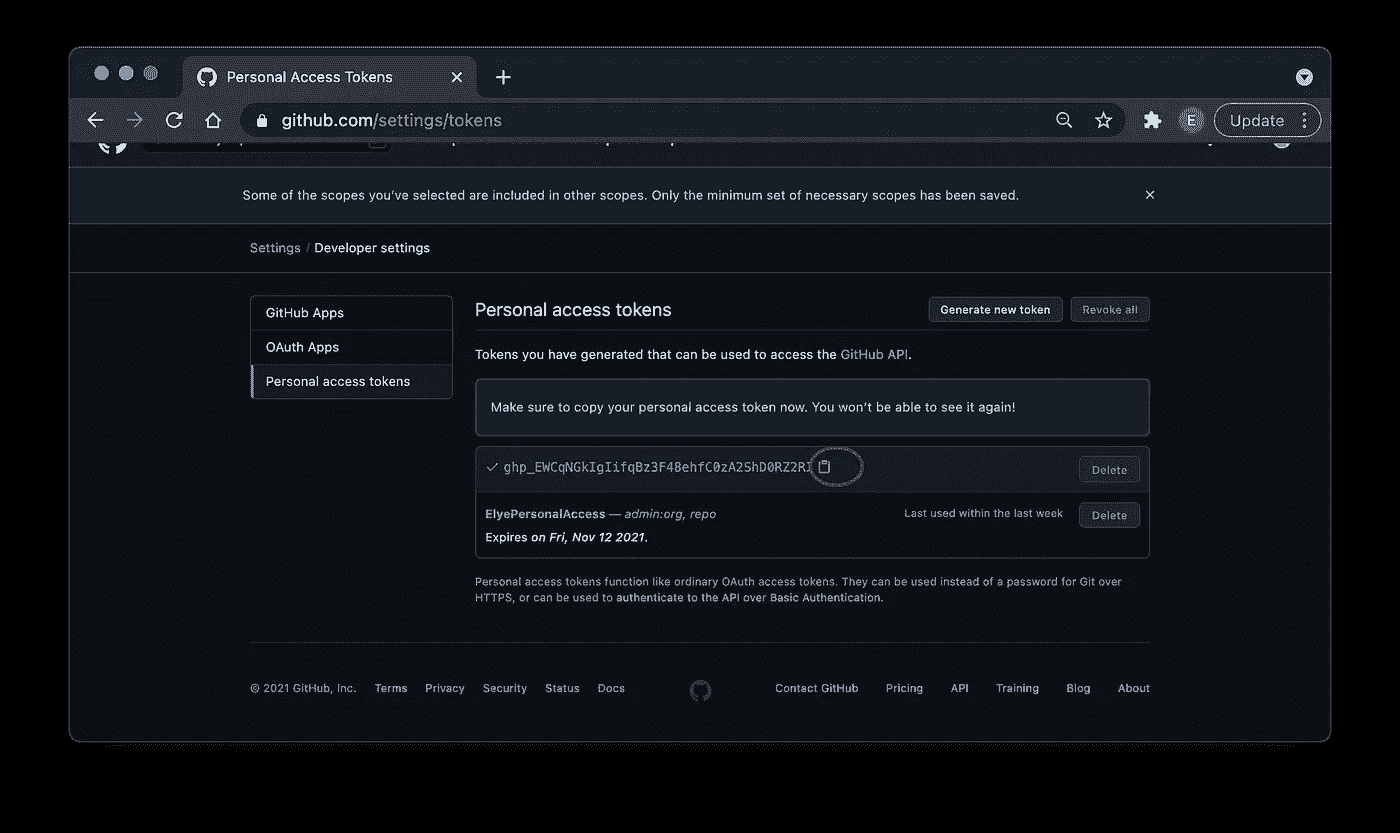 Personal Access Tokens
github.com/settings/tokens
E
Update
Some of the scopes you've selected are included in other scopes. Only the minimum set of necessary scopes has been saved.
Settings / Developer settings
GitHub Apps
OAuth Apps
Personal access tokens
Personal access tokens
Generate new token
Revoke all
Tokens you have generated that can be used to access the GitHub API.
Make sure to copy your personal access token now. You won't be able to see it again!
Delete
ElyePersonalAccess — admin:org, repo
Last used within the last week
Delete
Expires on Fri, Nov 12 2021.
Personal access tokens function like ordinary OAuth access tokens. They can be used instead of a password for Git over
HTTPS, or can be used to authenticate to the API over Basic Authentication.
© 2021 GitHub, Inc. Terms Privacy Security Status Docs Contact GitHub Pricing API Training Blog About